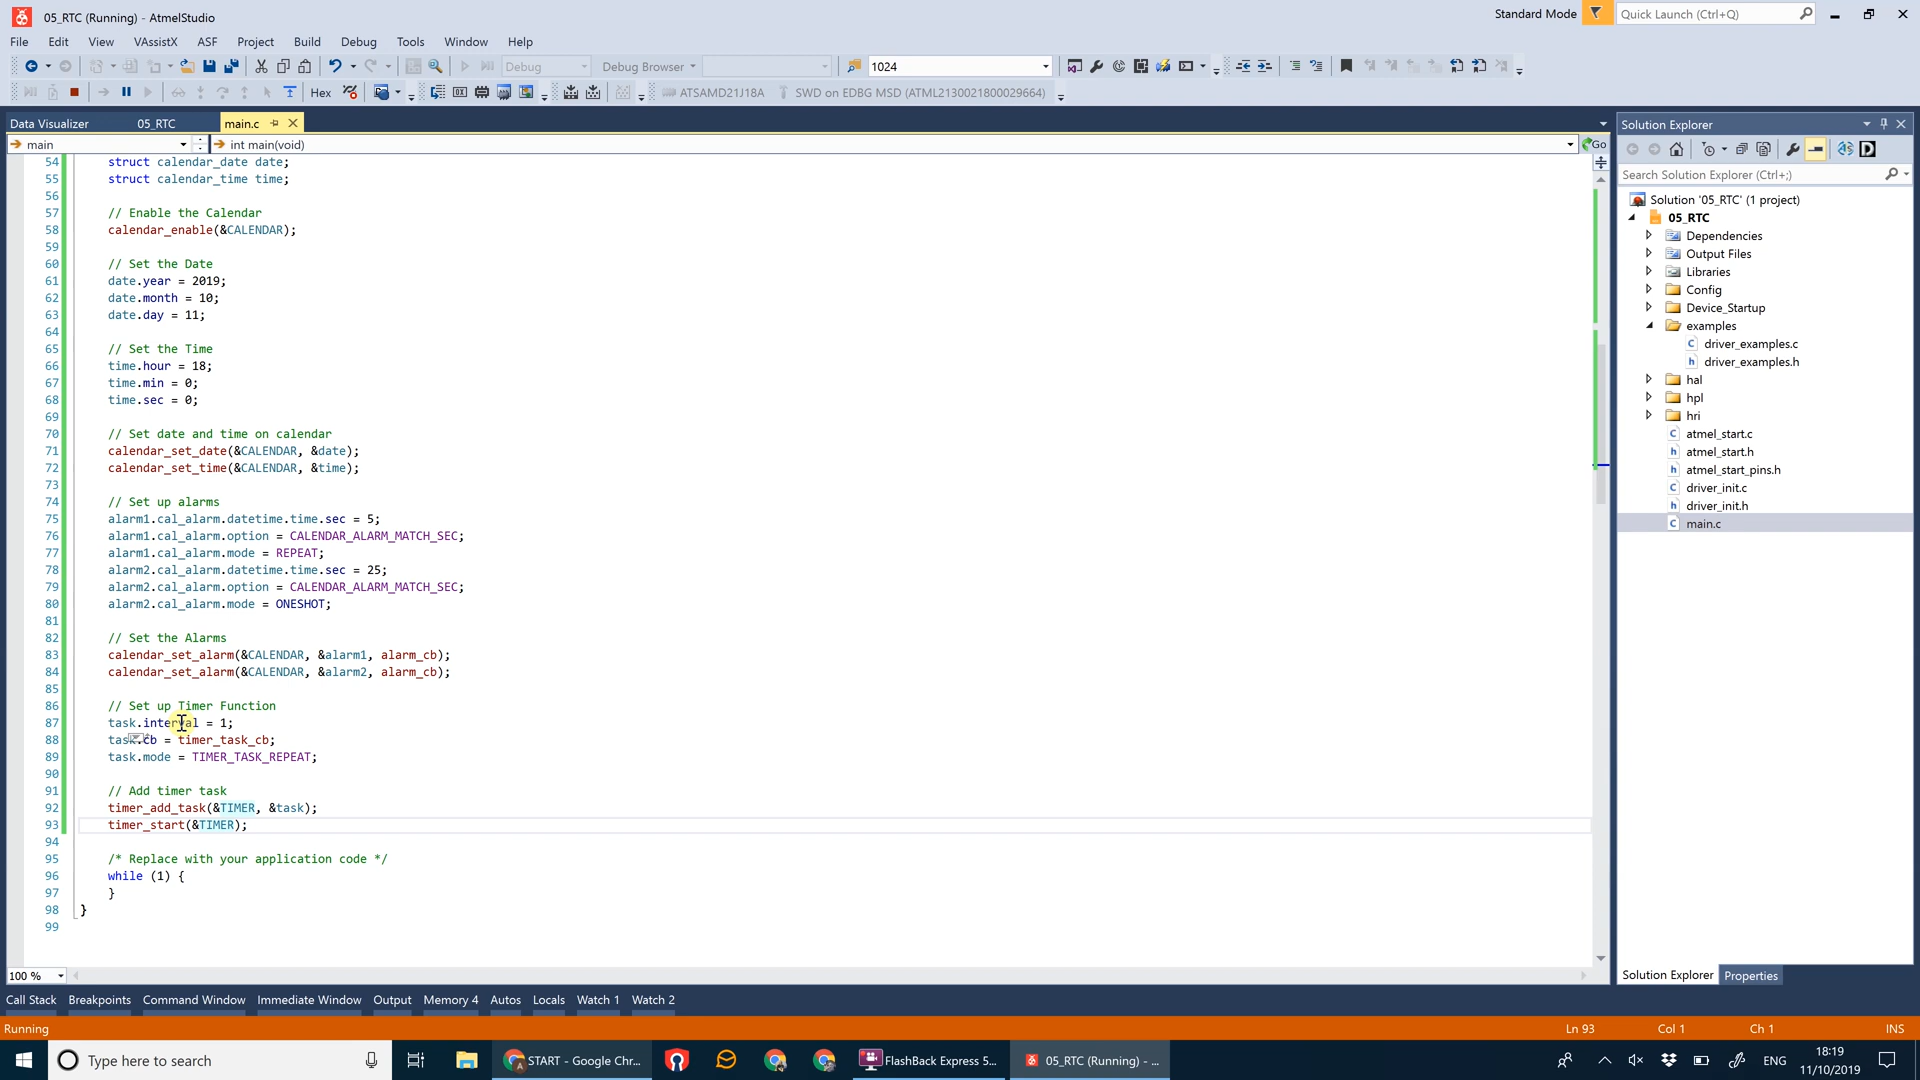 05_RTC (Running) - AtmelStudio
Standard Mode
Quick Launch (Ctrl+Q)
File Edit View VAssistX ASF Project Build Debug Tools Window Help
Debug Debug Browser 1024
Hex ATSAMD21J18A SWD on EDBG MSD (ATML2130021800029664)
Data Visualizer 05_RTC main.c
main int main(void) Go
54 struct calendar_date date;
55 struct calendar_time time;
56
57 // Enable the Calendar
58 calendar_enable(&CALENDAR);
59
60 // Set the Date
61 date.year = 2019;
62 date.month = 10;
63 date.day = 11;
64
65 // Set the Time
66 time.hour = 18;
67 time.min = 0;
68 time.sec = 0;
69
70 // Set date and time on calendar
71 calendar_set_date(&CALENDAR, &date);
72 calendar_set_time(&CALENDAR, &time);
73
74 // Set up alarms
75 alarm1.cal_alarm.datetime.time.sec = 5;
76 alarm1.cal_alarm.option = CALENDAR_ALARM_MATCH_SEC;
77 alarm1.cal_alarm.mode = REPEAT;
78 alarm2.cal_alarm.datetime.time.sec = 25;
79 alarm2.cal_alarm.option = CALENDAR_ALARM_MATCH_SEC;
80 alarm2.cal_alarm.mode = ONESHOT;
81
82 // Set the Alarms
83 calendar_set_alarm(&CALENDAR, &alarm1, alarm_cb);
84 calendar_set_alarm(&CALENDAR, &alarm2, alarm_cb);
85
86 // Set up Timer Function
87 task.interval = 1;
88 task.cb = timer_task_cb;
89 task.mode = TIMER_TASK_REPEAT;
90
91 // Add timer task
92 timer_add_task(&TIMER, &task);
93 timer_start(&TIMER);
94
95 /* Replace with your application code */
96 while (1) {
97 }
98 }
99
100 %
Solution Explorer
Search Solution Explorer (Ctrl+;)
Solution '05_RTC' (1 project)
05_RTC
Dependencies
Output Files
Libraries
Config
Device_Startup
examples
driver_examples.c
driver_examples.h
hal
hpl
hri
atmel_start.c
atmel_start.h
atmel_start_pins.h
driver_init.c
driver_init.h
main.c
Solution Explorer Properties
Call Stack Breakpoints Command Window Immediate Window Output Memory 4 Autos Locals Watch 1 Watch 2
Running Ln 93 Col 1 Ch 1 INS
Type here to search
START - Google Chr...
FlashBack Express 5...
05_RTC (Running) - ...
ENG
18:19
11/10/2019